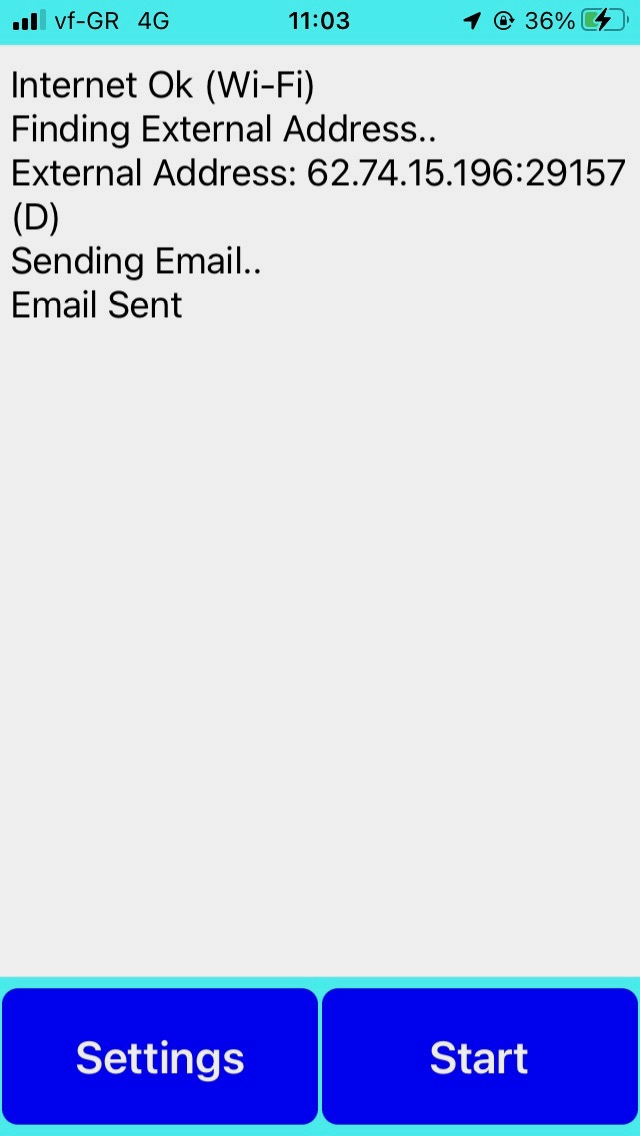 vf-GR 4G 11:03 36%
Internet Ok (Wi-Fi)
Finding External Address..
External Address: 62.74.15.196:29157
(D)
Sending Email..
Email Sent
Settings Start